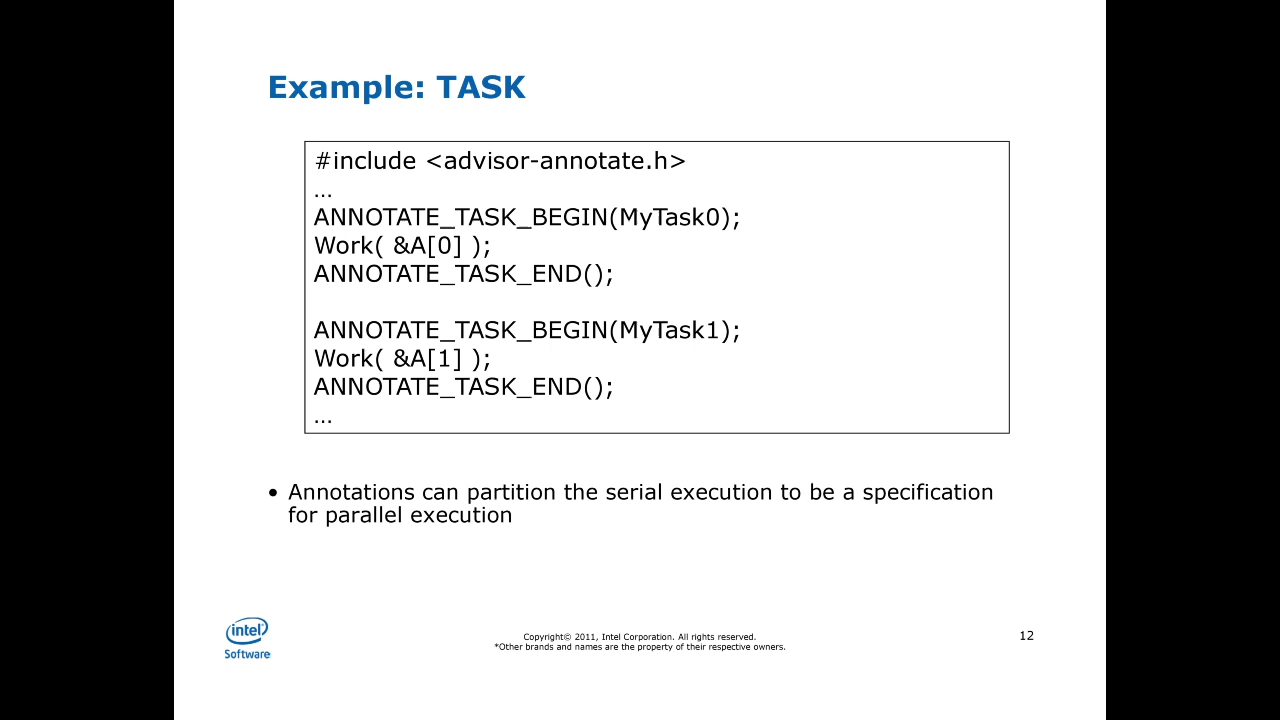 Example: TASK
#include <advisor-annotate.h>
…
ANNOTATE_TASK_BEGIN(MyTask0);
Work( &A[0] );
ANNOTATE_TASK_END();
ANNOTATE_TASK_BEGIN(MyTask1);
Work( &A[1] );
ANNOTATE_TASK_END();
…
• Annotations can partition the serial execution to be a specification
for parallel execution
intel
Software
Copyright© 2011, Intel Corporation. All rights reserved.
*Other brands and names are the property of their respective owners.
12